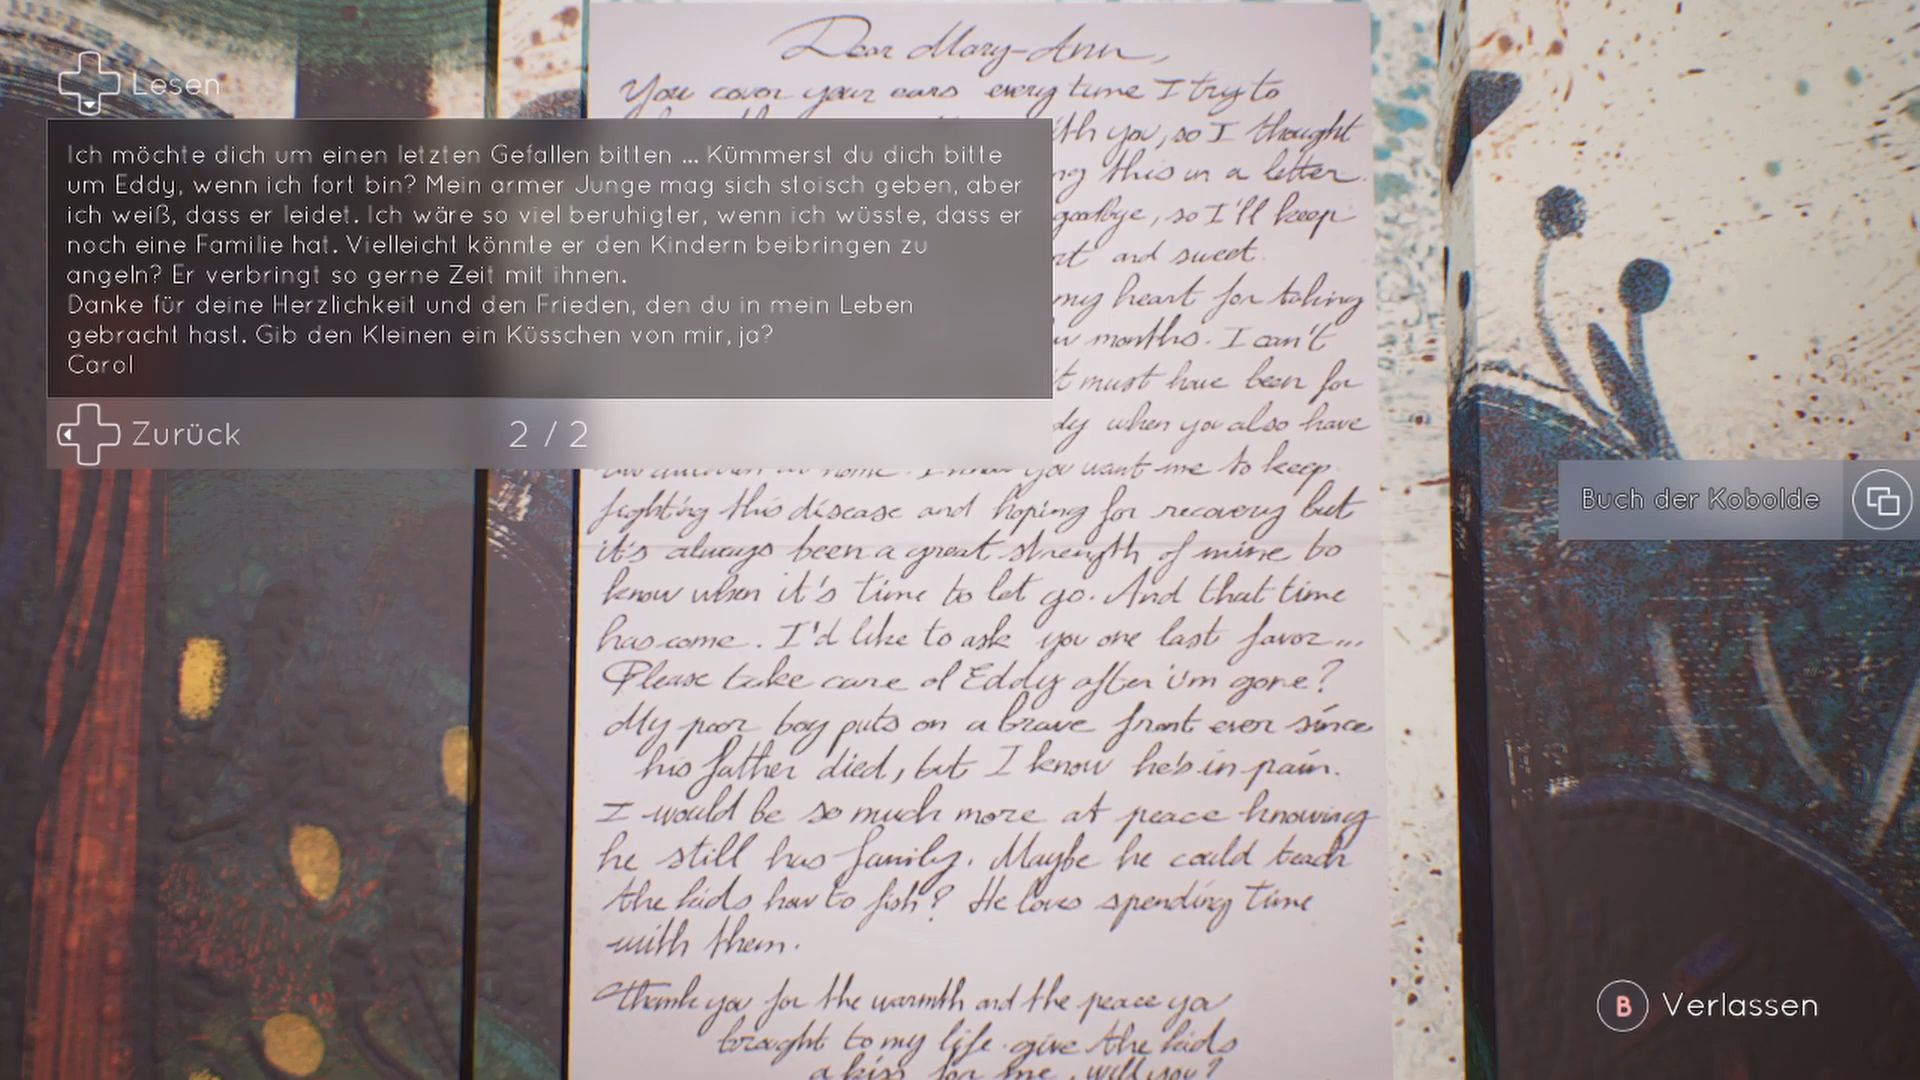 Lesen
Ich möchte dich um einen letzten Gefallen bitten ... Kümmerst du dich bitte
um Eddy, wenn ich fort bin? Mein armer Junge mag sich stoisch geben, aber
ich weiß, dass er leidet. Ich wäre so viel beruhigter, wenn ich wüsste, dass er
noch eine Familie hat. Vielleicht könnte er den Kindern beibringen zu
angeln? Er verbringt so gerne Zeit mit ihnen.
Danke für deine Herzlichkeit und den Frieden, den du in mein Leben
gebracht hast. Gib den Kleinen ein Küsschen von mir, ja?
Carol
Zurück
2 / 2
Dear Mary-Ann,
You cover your ears every time I try to
with you, so I thought
this in a letter.
goodbye, so I'll keep
and sweet.
my heart for taking
months. I can't
it must have been for
when you also have
home. I know you want me to keep
fighting this disease and hoping for recovery but
it's always been a great strength of mine to
know when it's time to let go. And that time
has come. I'd like to ask you one last favor...
Please take care of Eddy after i'm gone?
My poor boy puts on a brave front ever since
his father died, but I know he's in pain.
I would be so much more at peace knowing
he still has family. Maybe he could teach
the kids how to fish? He loves spending time
with them.
Thank you for the warmth and the peace you
brought to my life. give the kids
a kiss for me, will you?
Buch der Kobolde
B Verlassen